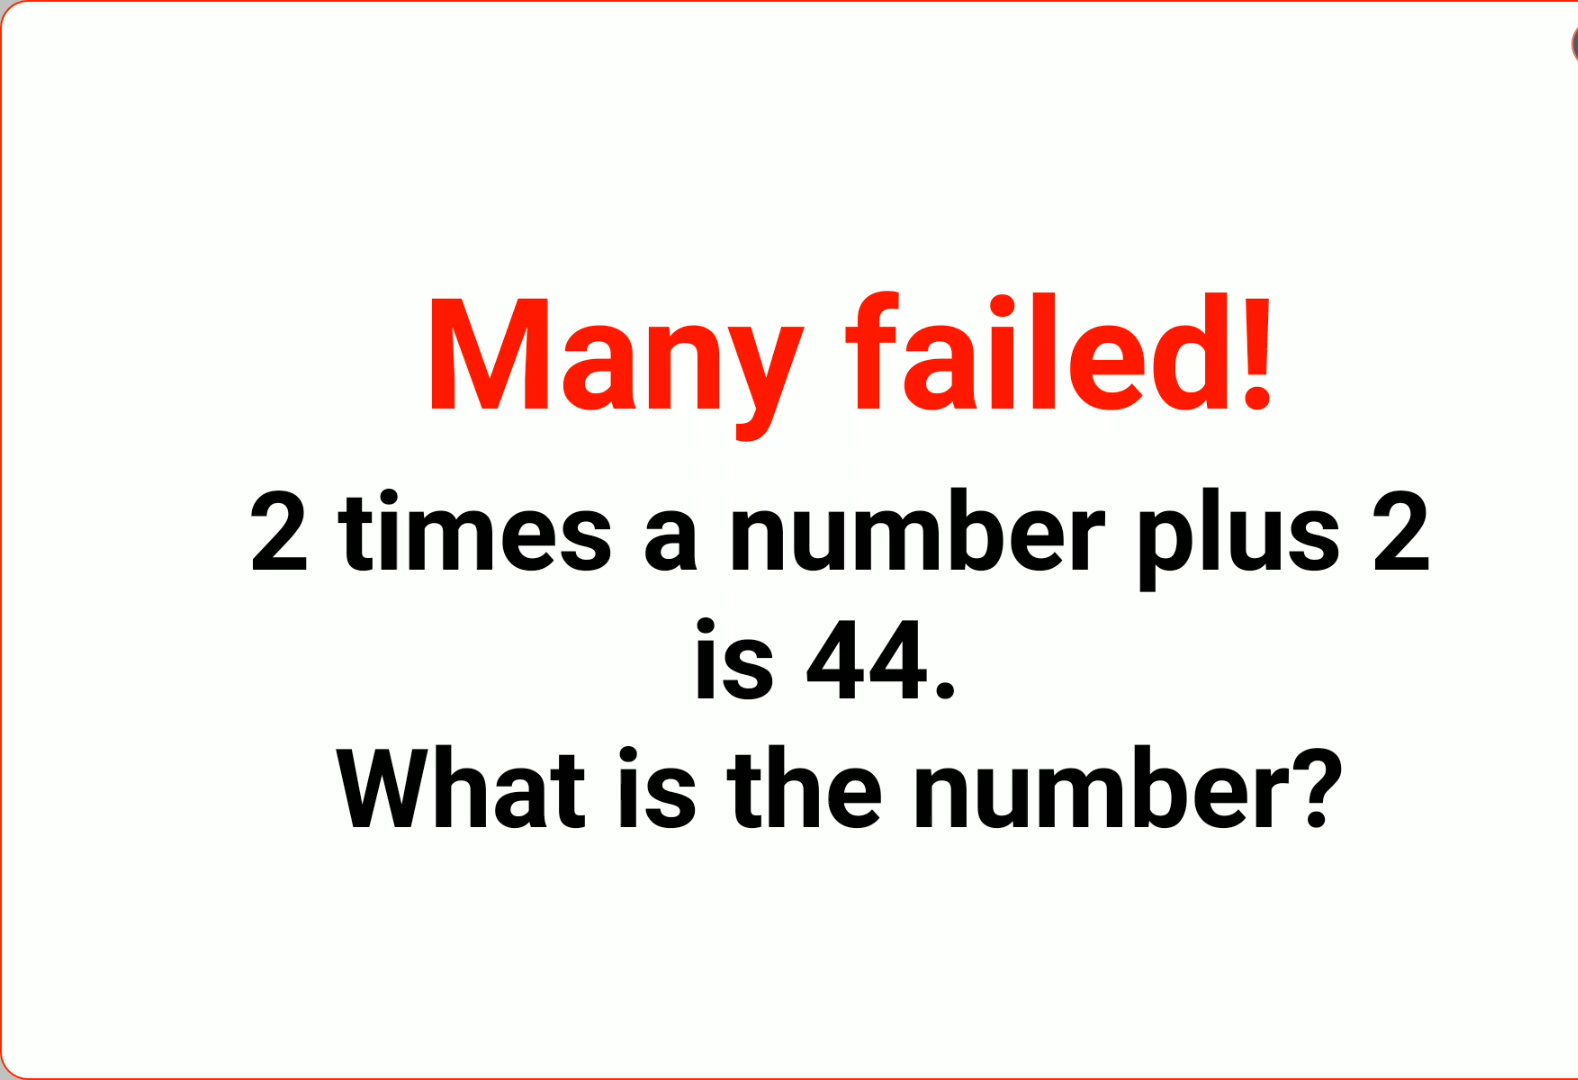 Many failed!
2 times a number plus 2
is 44.
What is the number?